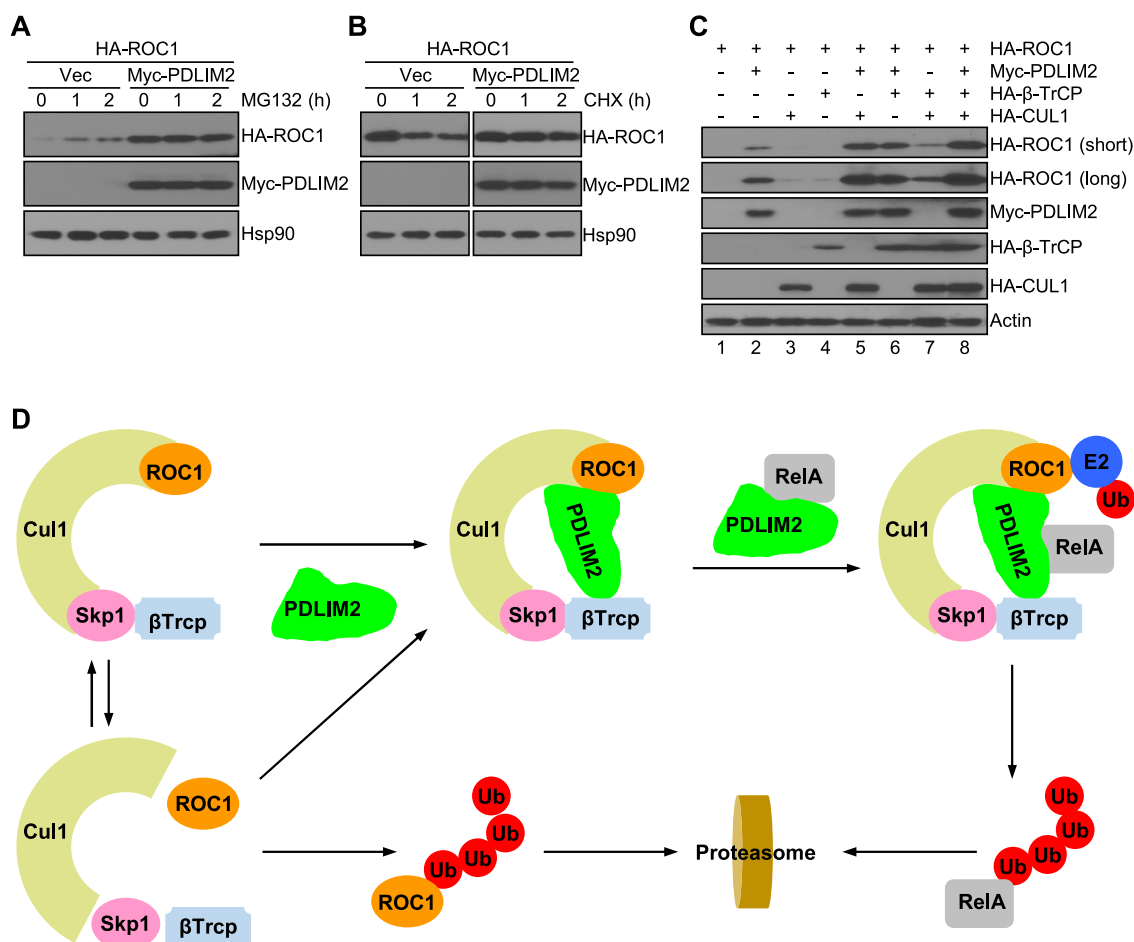 A
HA-ROC1
Vec Myc-PDLIM2
0 1 2 0 1 2 MG132 (h)
HA-ROC1
Myc-PDLIM2
Hsp90
B
HA-ROC1
Vec Myc-PDLIM2
0 1 2 0 1 2 CHX (h)
HA-ROC1
Myc-PDLIM2
Hsp90
C
+ + + + + + + + HA-ROC1
- + - - + + - + Myc-PDLIM2
- - - + - + + + HA-β-TrCP
- - + - + - + + HA-CUL1
HA-ROC1 (short)
HA-ROC1 (long)
Myc-PDLIM2
HA-β-TrCP
HA-CUL1
Actin
1 2 3 4 5 6 7 8
D
ROC1
Cul1
Skp1
βTrcp
PDLIM2
ROC1
Cul1
PDLIM2
Skp1
βTrcp
RelA
PDLIM2
ROC1
E2
Ub
Cul1
PDLIM2
RelA
Skp1
βTrcp
Cul1
ROC1
Skp1
βTrcp
Ub
Ub
Ub
Ub
ROC1
Proteasome
Ub
Ub
Ub
Ub
RelA